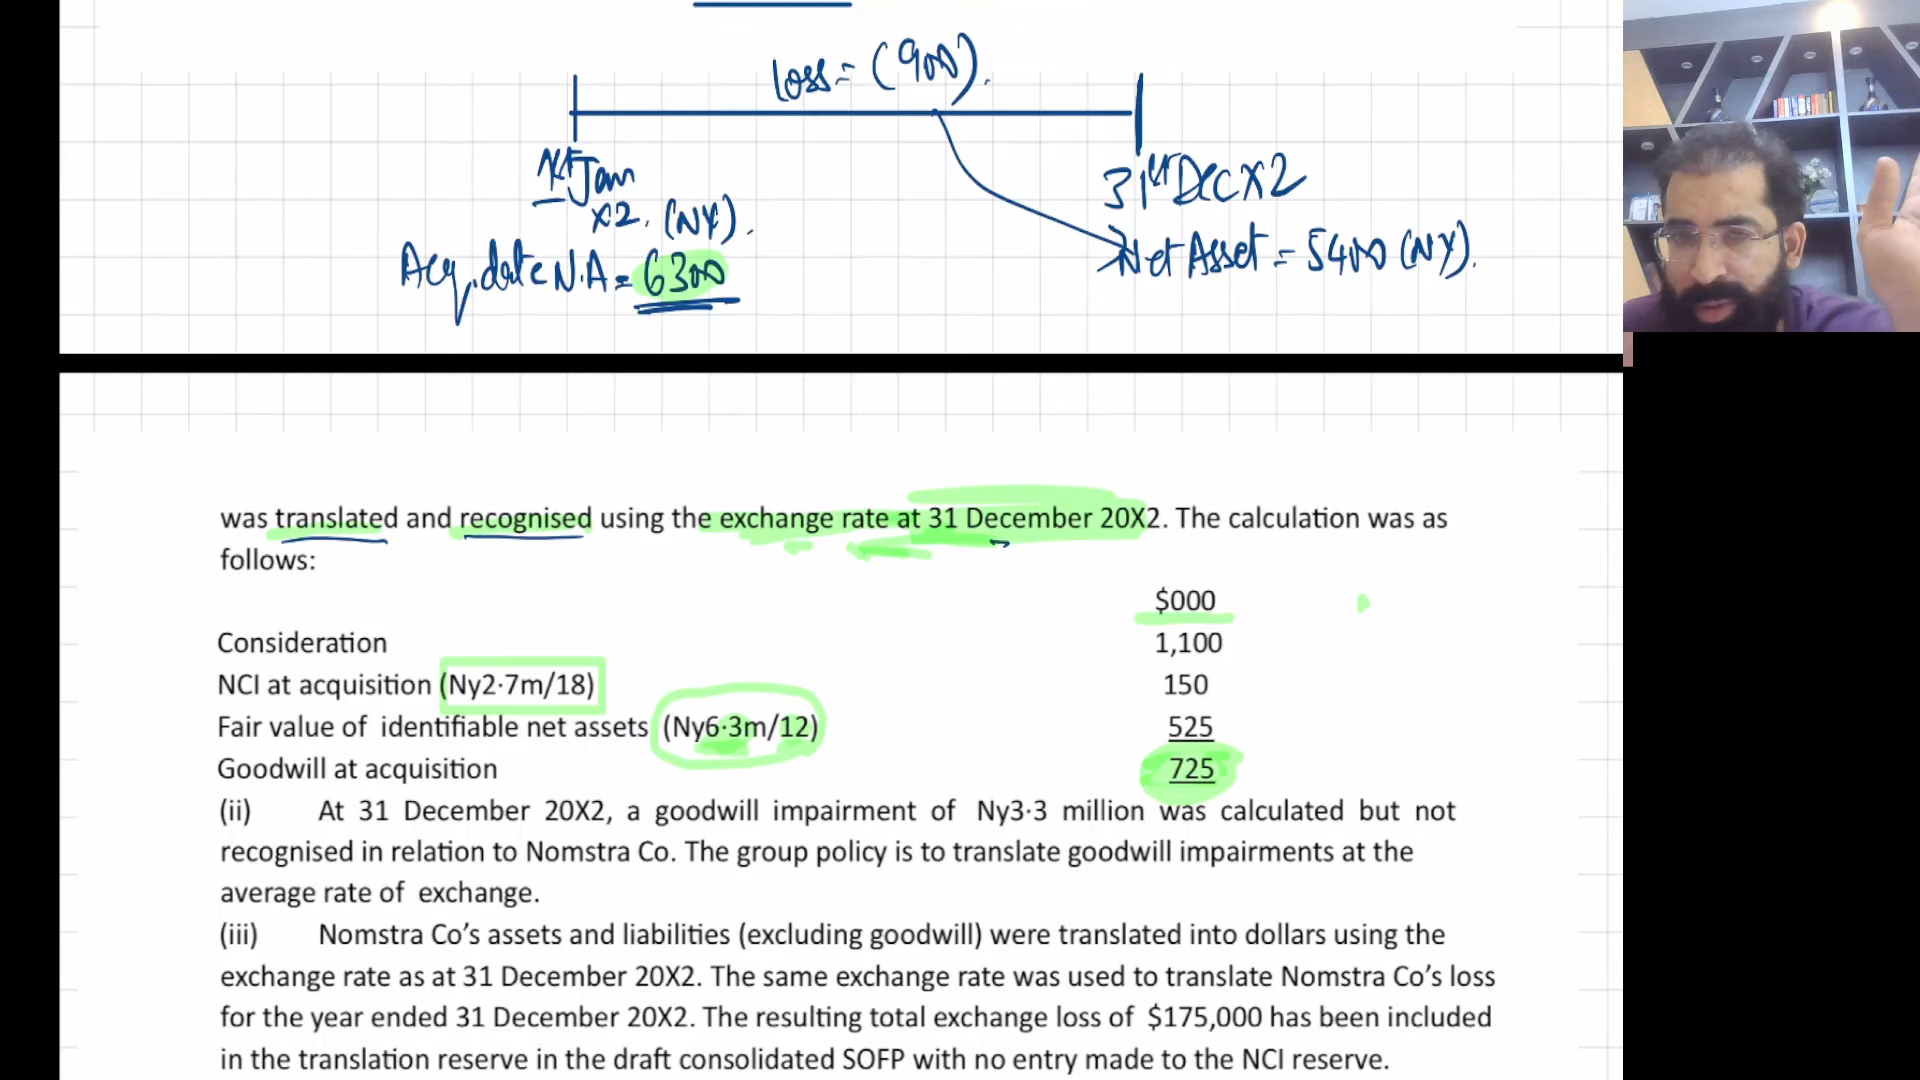 loss = (900).
1st Jan
X2. (NY).
31st Dec X2
Acq. date N.A = 6300
Net Asset = 5400 (NY).
was translated and recognised using the exchange rate at 31 December 20X2. The calculation was as
follows:
$000
Consideration 1,100
NCI at acquisition (Ny2·7m/18) 150
Fair value of identifiable net assets (Ny6·3m/12) 525
Goodwill at acquisition 725
(ii) At 31 December 20X2, a goodwill impairment of Ny3·3 million was calculated but not
recognised in relation to Nomstra Co. The group policy is to translate goodwill impairments at the
average rate of exchange.
(iii) Nomstra Co’s assets and liabilities (excluding goodwill) were translated into dollars using the
exchange rate as at 31 December 20X2. The same exchange rate was used to translate Nomstra Co’s loss
for the year ended 31 December 20X2. The resulting total exchange loss of $175,000 has been included
in the translation reserve in the draft consolidated SOFP with no entry made to the NCI reserve.